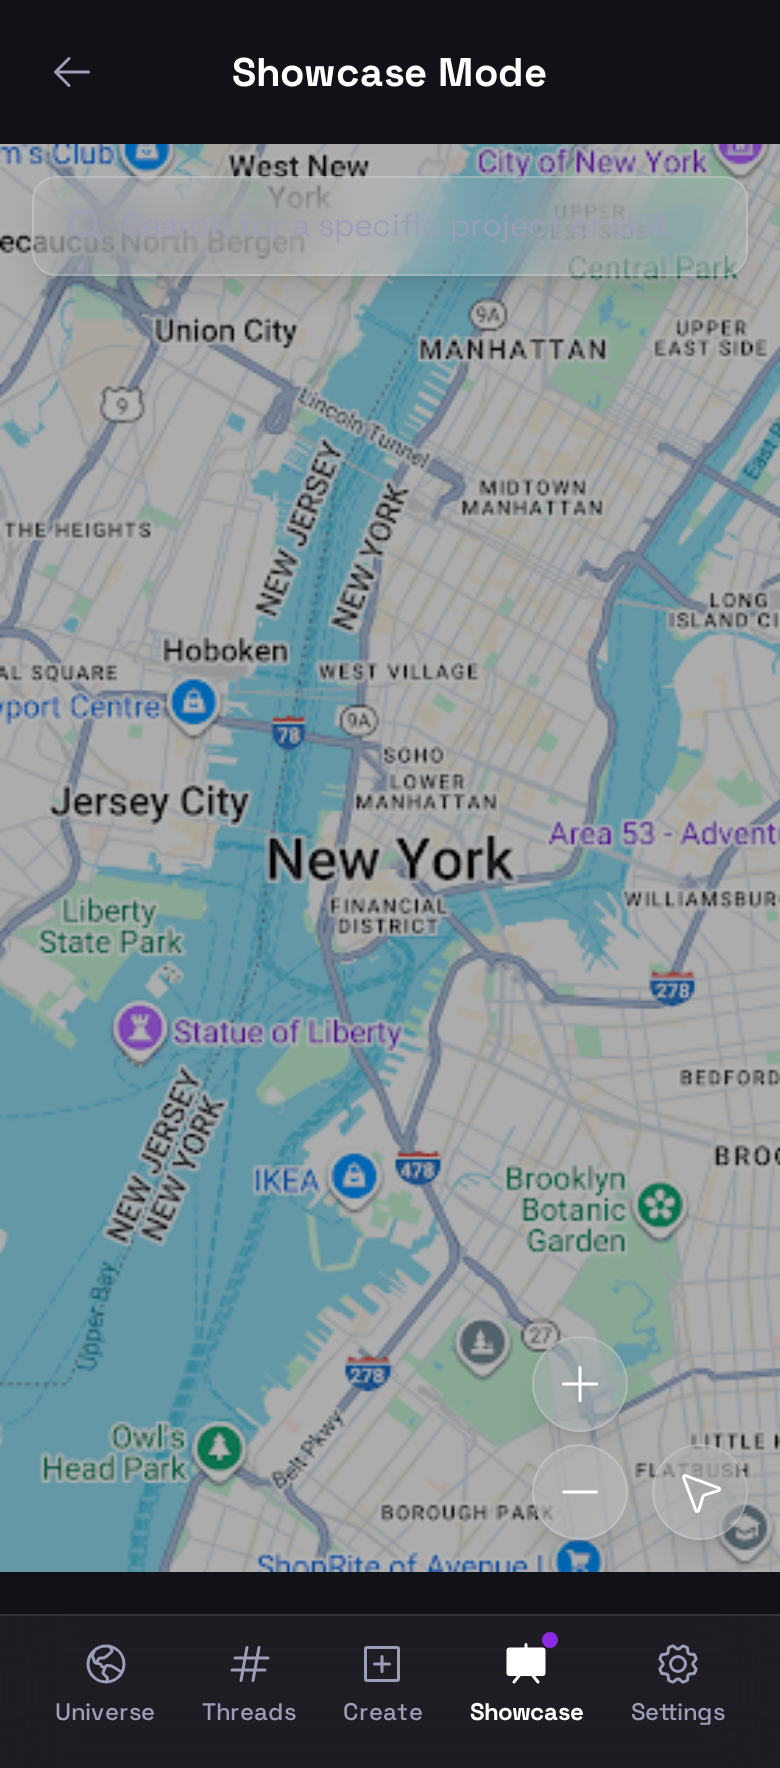 Showcase Mode
m's Club
West New
York
City of New York
Search for a specific project or
UPPER
WEST SIDE
ecaucus North Bergen
Central Park
9A
Union City
MANHATTAN
UPPER
EAST SIDE
9
Lincoln Tunnel
East R
NEW JERSEY
NEW YORK
MIDTOWN
MANHATTAN
THE HEIGHTS
LONG
ISLAND CI
Hoboken
AL SQUARE
WEST VILLAGE
wport Centre
9A
78
SOHO
LOWER
MANHATTAN
Jersey City
Area 53 - Advent
New York
FINANCIAL
DISTRICT
WILLIAMSBUR
Liberty
State Park
278
Statue of Liberty
BEDFORD
NEW JERSEY
NEW YORK
BROO
IKEA
478
Brooklyn
Botanic
Garden
Upper Bay
27
278
Owl's
Head Park
Belt Pkwy
LITTLE H
FLATBUSH
BOROUGH PARK
ShopRite of Avenue I
Universe
Threads
Create
Showcase
Settings